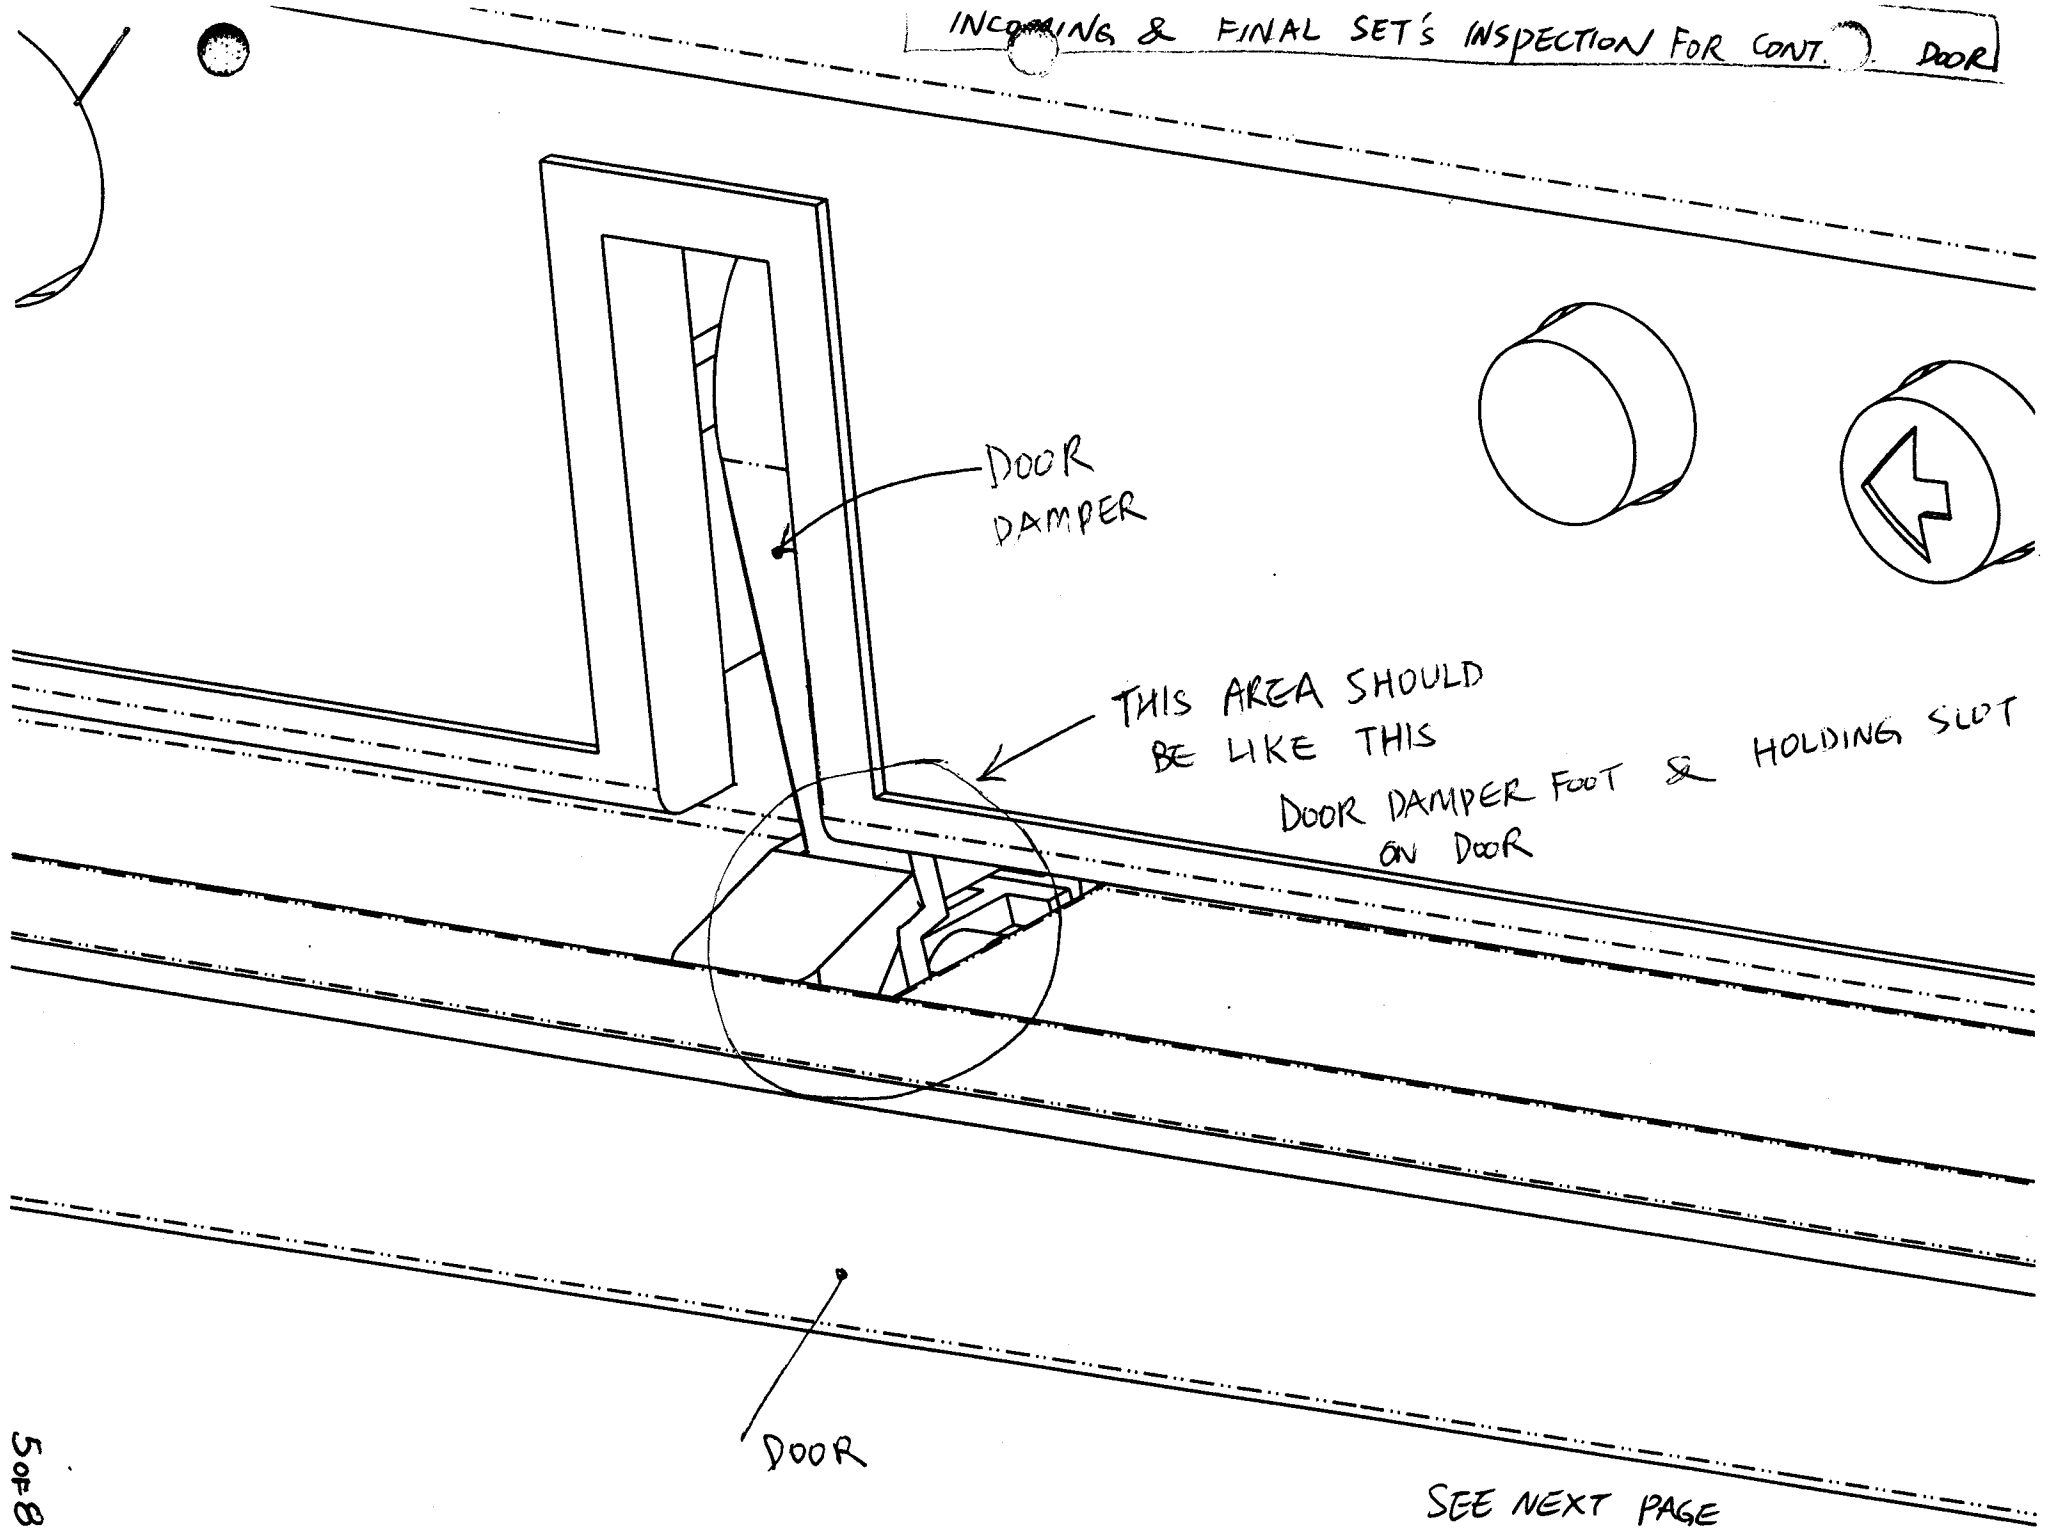 INCOMING & FINAL SET'S INSPECTION FOR CONT. DOOR
DOOR
DAMPER
THIS AREA SHOULD
BE LIKE THIS
DOOR DAMPER FOOT & HOLDING SLOT
ON DOOR
DOOR
SEE NEXT PAGE
5 OF 8